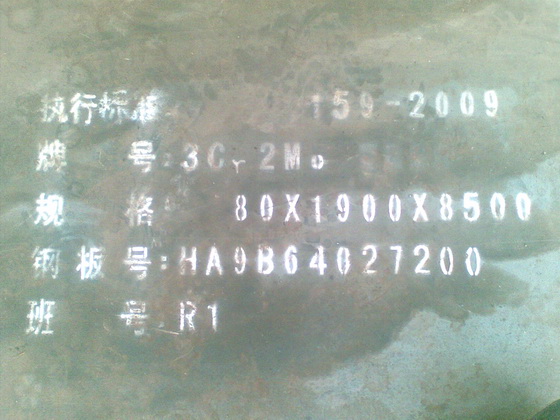 执行标准 159-2009
牌 号:3Cr2Mo
规 格 80X1900X8500
钢板号:HA9B64027200
班 号:R1